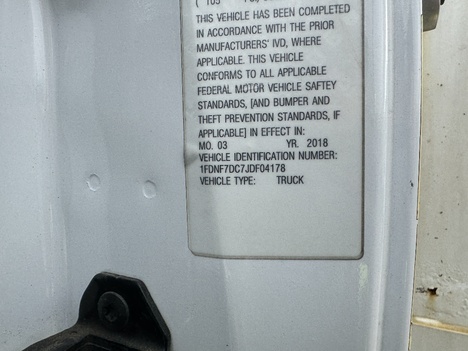 THIS VEHICLE HAS BEEN COMPLETED
IN ACCORDANCE WITH THE PRIOR
MANUFACTURERS' IVD, WHERE
APPLICABLE. THIS VEHICLE
CONFORMS TO ALL APPLICABLE
FEDERAL MOTOR VEHICLE SAFTEY
STANDARDS, [AND BUMPER AND
THEFT PREVENTION STANDARDS, IF
APPLICABLE] IN EFFECT IN:
MO. 03 YR. 2018
VEHICLE IDENTIFICATION NUMBER:
1FDNF7DC7JDF04178
VEHICLE TYPE: TRUCK